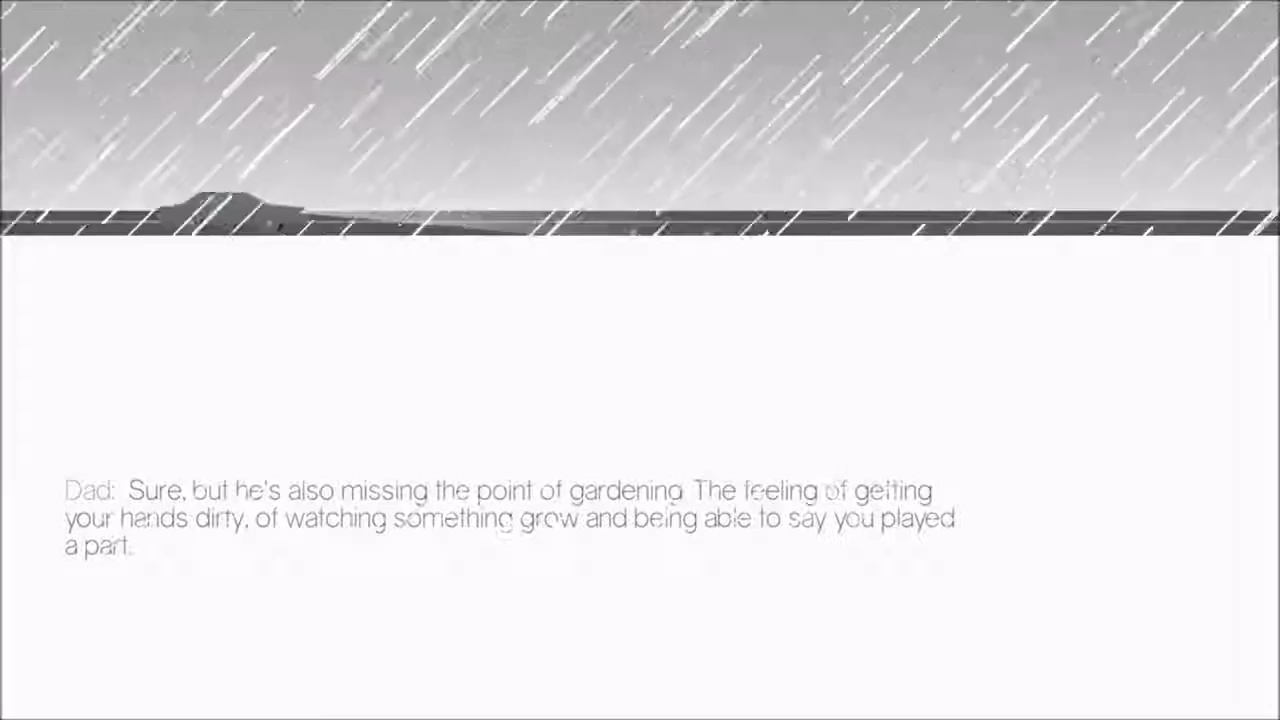 Dad:  Sure, but he's also missing the point of gardening. The feeling of getting
your hands dirty, of watching something grow and being able to say you played
a part.